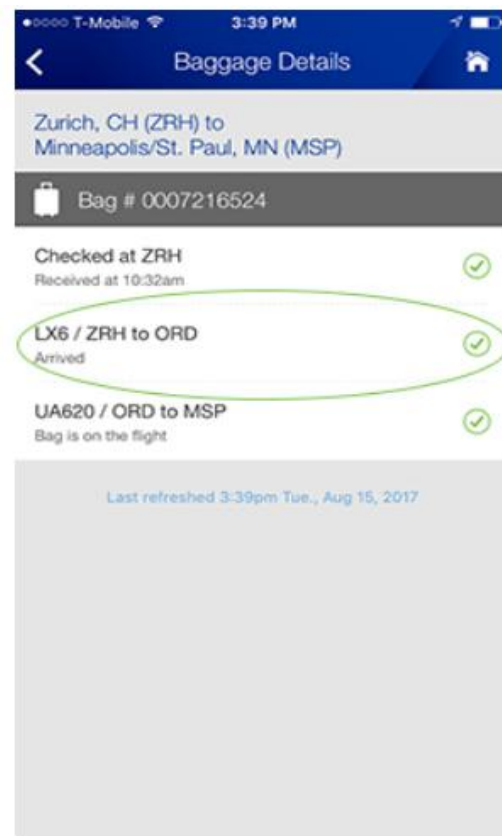 T-Mobile 3:39 PM
Baggage Details
Zurich, CH (ZRH) to
Minneapolis/St. Paul, MN (MSP)
Bag # 0007216524
Checked at ZRH
Received at 10:32am
LX6 / ZRH to ORD
Arrived
UA620 / ORD to MSP
Bag is on the flight
Last refreshed 3:39pm Tue., Aug 15, 2017